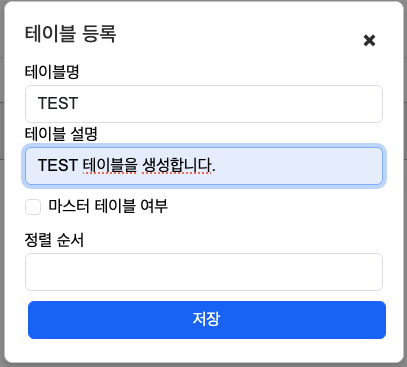 테이블 등록
테이블명
TEST
테이블 설명
TEST 테이블을 생성합니다.
마스터 테이블 여부
정렬 순서
저장